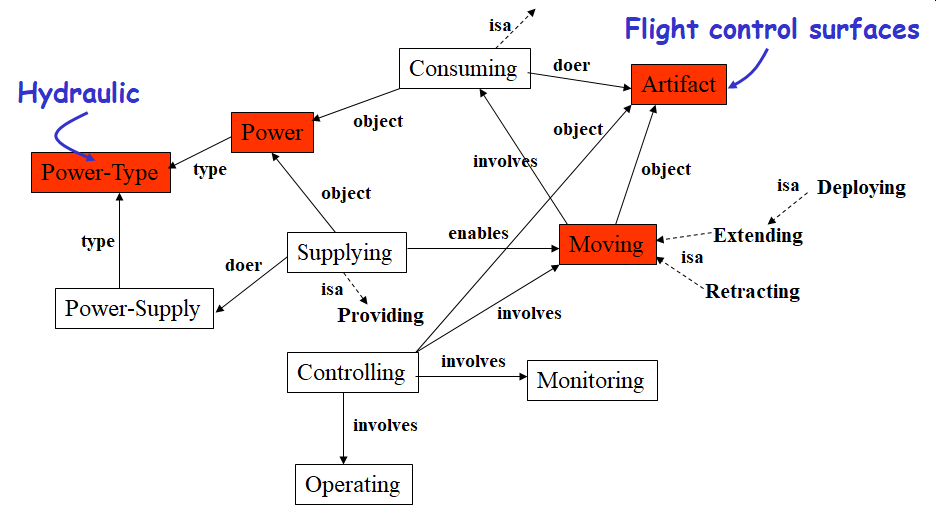 isa
Flight control surfaces
Consuming
doer
Artifact
Hydraulic
object
Power
object
Power-Type
type
involves
object
isa
Deploying
object
type
Supplying
enables
Moving
Extending
doer
isa
isa
Retracting
Power-Supply
Providing
involves
Controlling
involves
Monitoring
involves
Operating